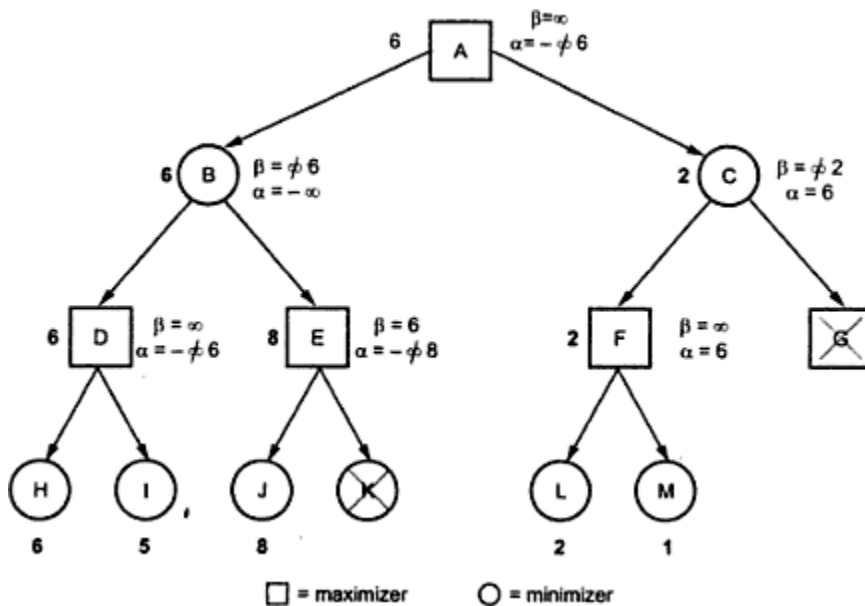 β=∞
6 A α = – ∞̸ 6
6 B β = ∞̸ 6
α = – ∞
2 C β = ∞̸ 2
α = 6
6 D β = ∞
α = – ∞̸ 6
8 E β = 6
α = – ∞̸ 8
2 F β = ∞
α = 6
G
H I J K L M
6 5 8 2 1
= maximizer = minimizer